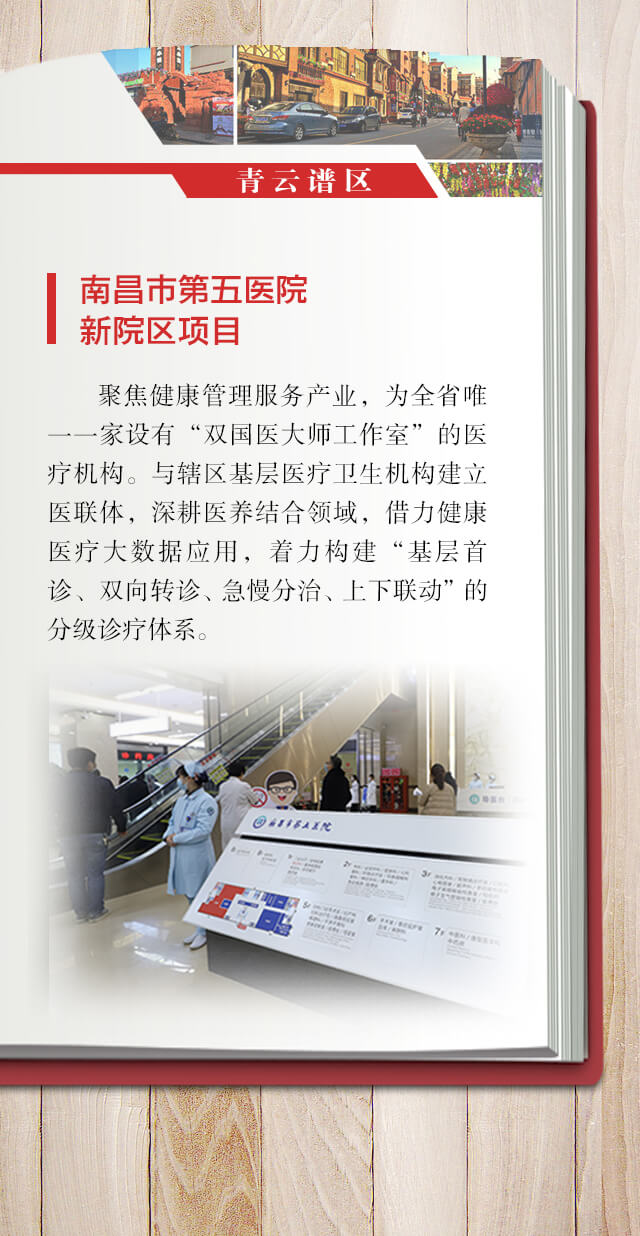 青云谱区
南昌市第五医院
新院区项目
聚焦健康管理服务产业，为全省唯
一一家设有“双国医大师工作室”的医
疗机构。与辖区基层医疗卫生机构建立
医联体，深耕医养结合领域，借力健康
医疗大数据应用，着力构建“基层首
诊、双向转诊、急慢分治、上下联动”的
分级诊疗体系。
南昌市第五医院
2F
3F
5F
6F
7F